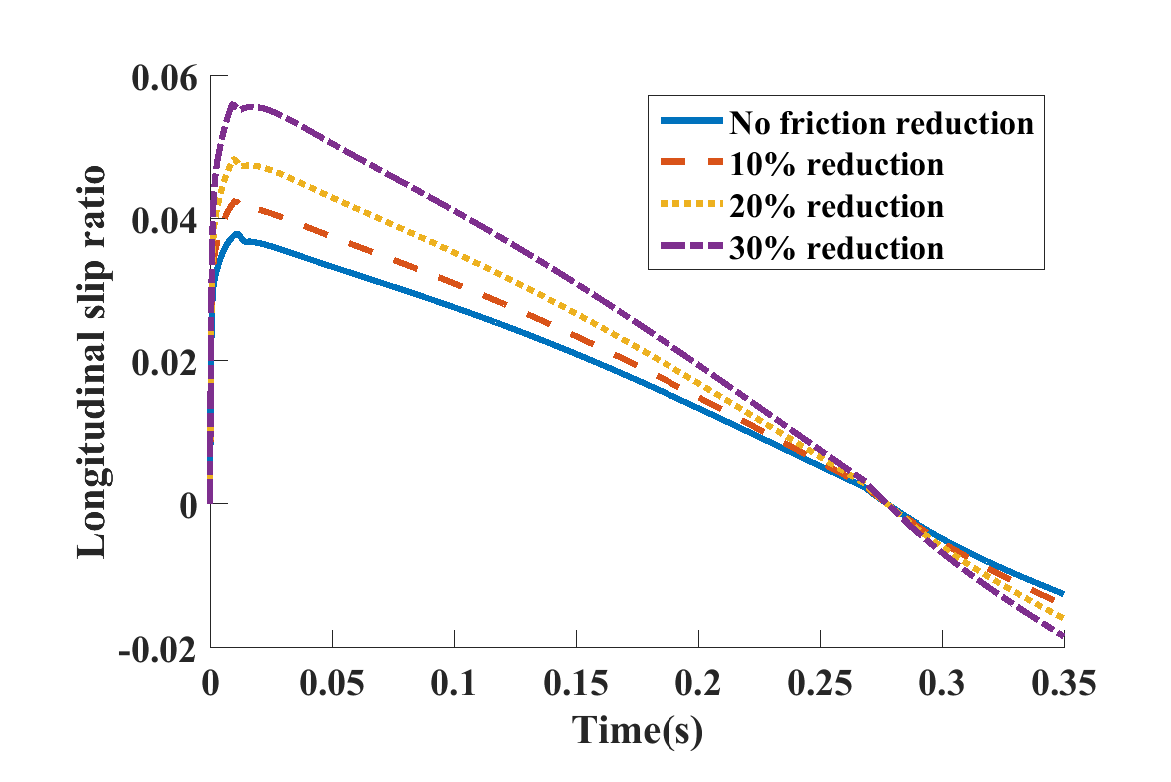 0.06
0.04
0.02
0
-0.02
Longitudinal slip ratio
No friction reduction
10% reduction
20% reduction
30% reduction
0 0.05 0.1 0.15 0.2 0.25 0.3 0.35
Time(s)